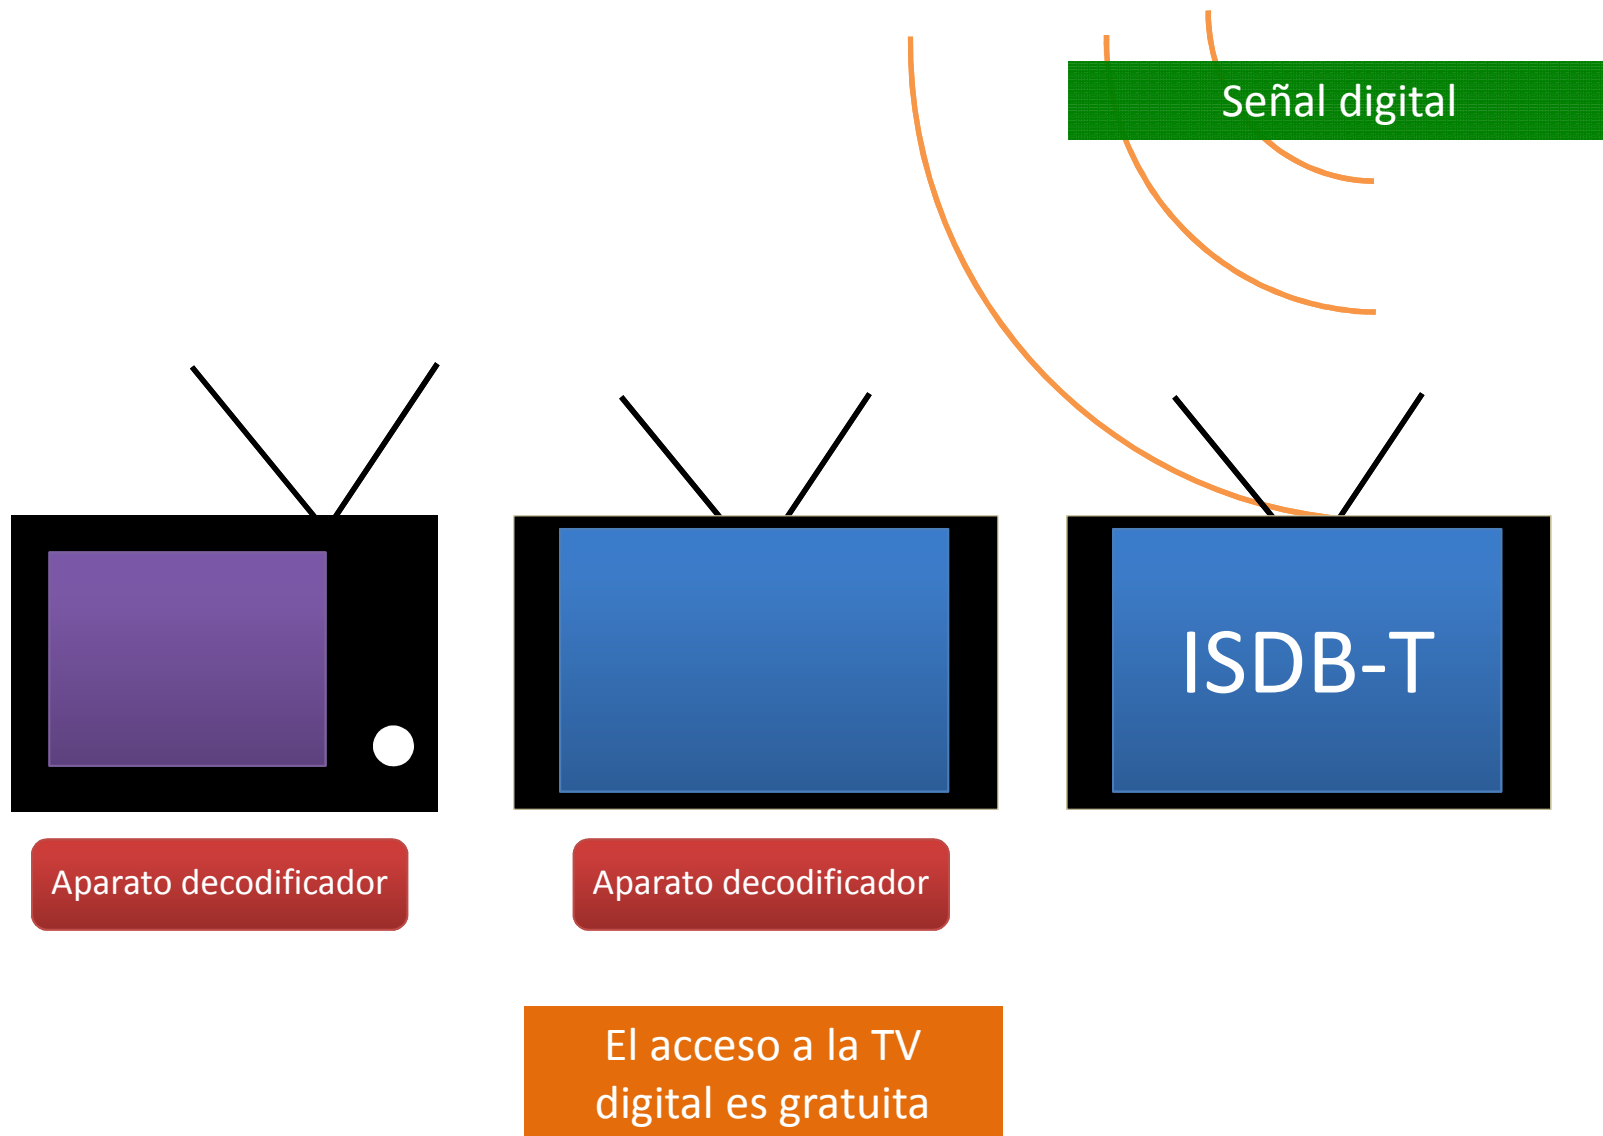 Señal digital
ISDB-T
Aparato decodificador
Aparato decodificador
El acceso a la TV
digital es gratuita